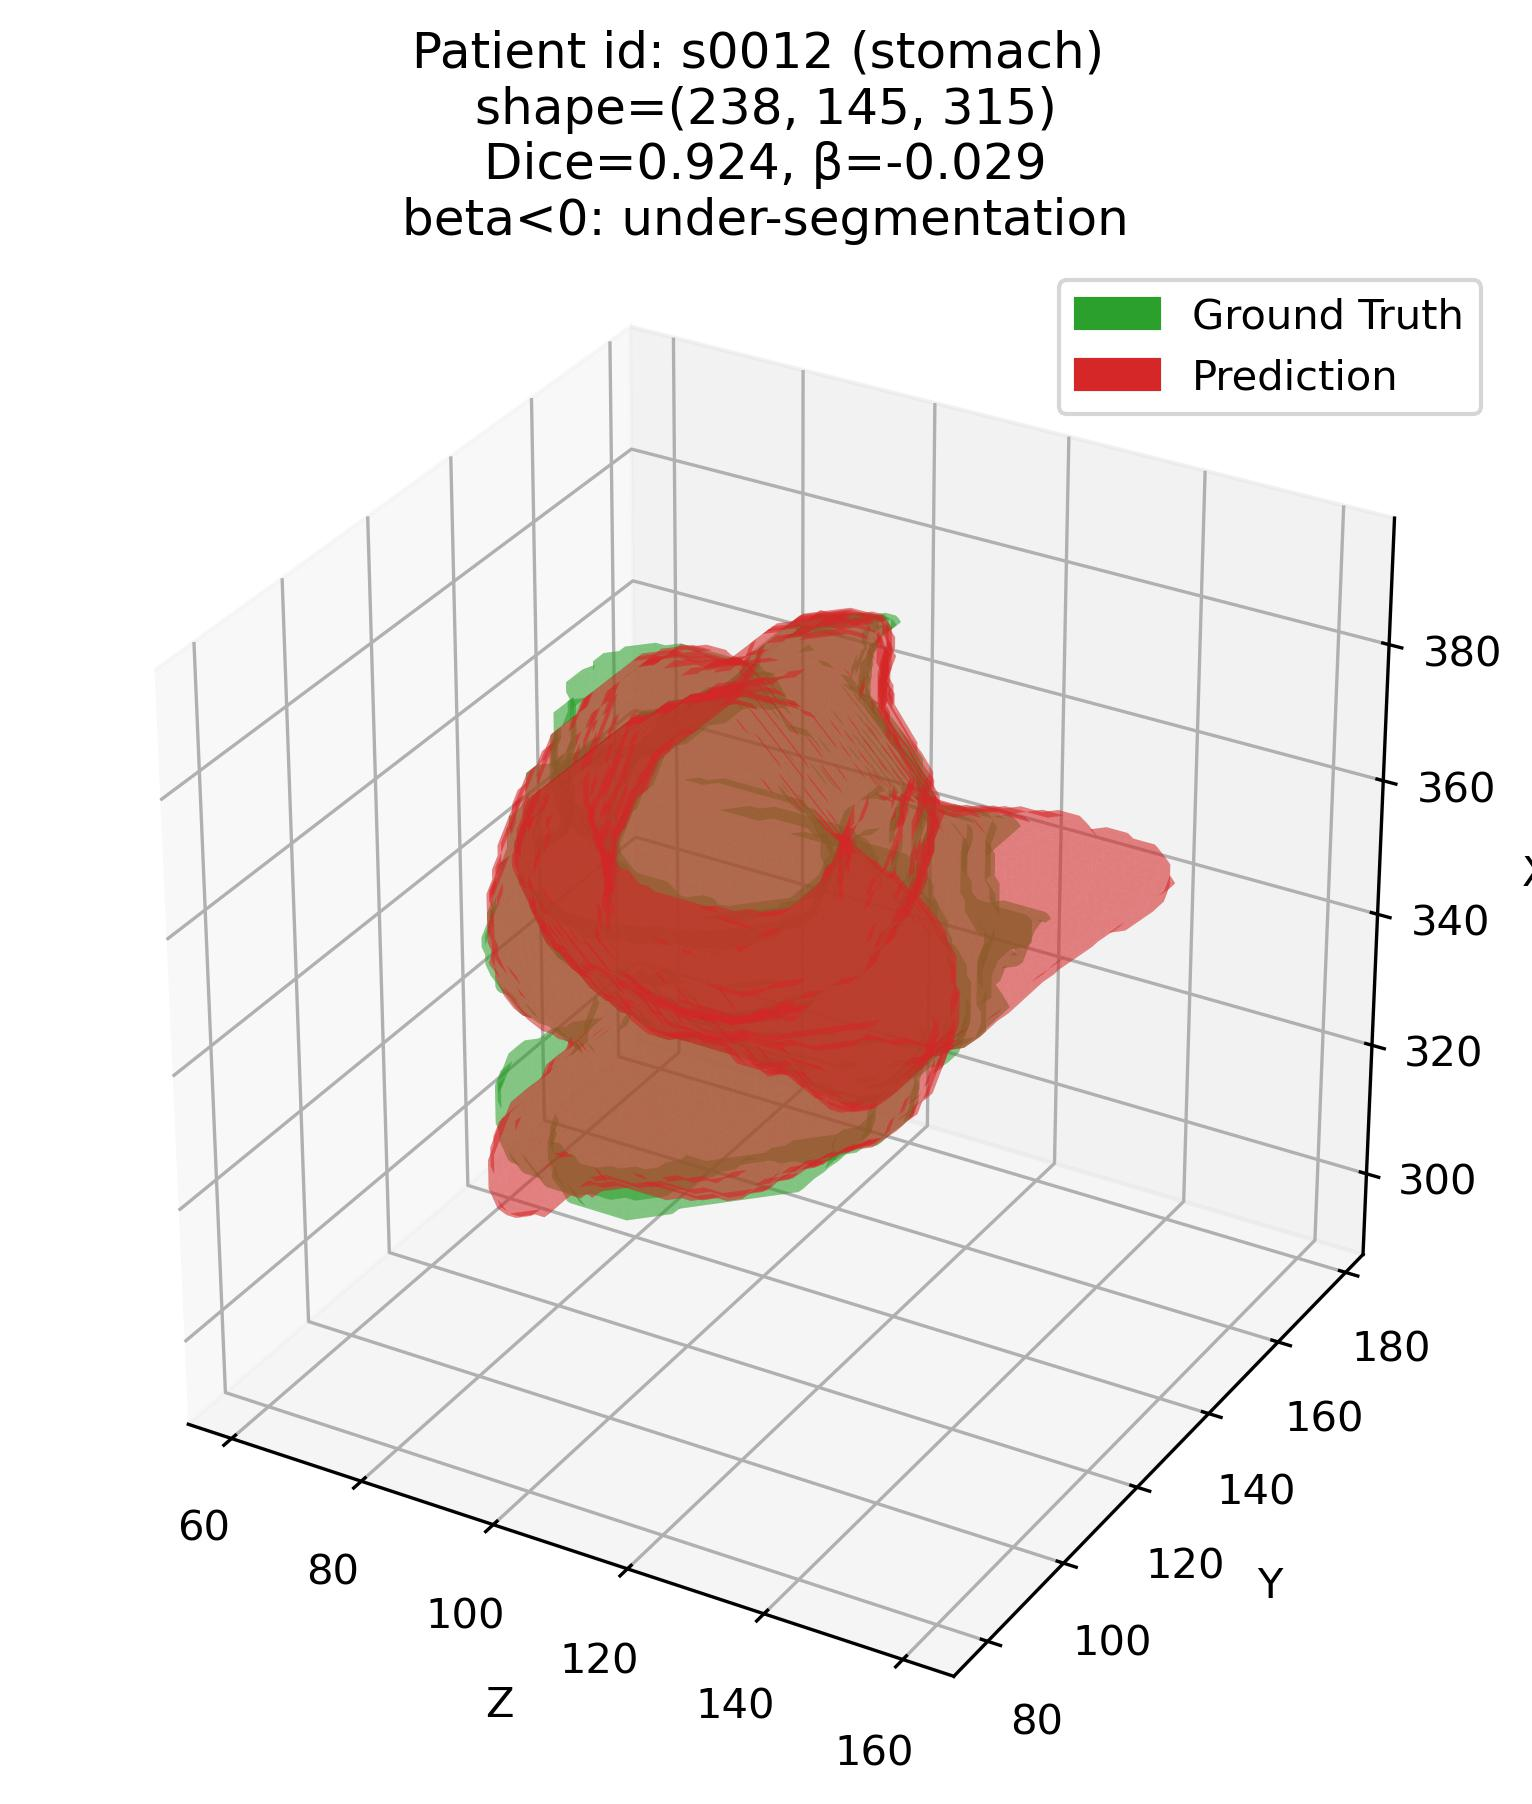 Patient id: s0012 (stomach)
shape=(238, 145, 315)
Dice=0.924, β=-0.029
beta<0: under-segmentation
Ground Truth
Prediction
380
360
X
340
320
300
180
160
140
120
Y
100
80
60
80
100
120
140
160
Z